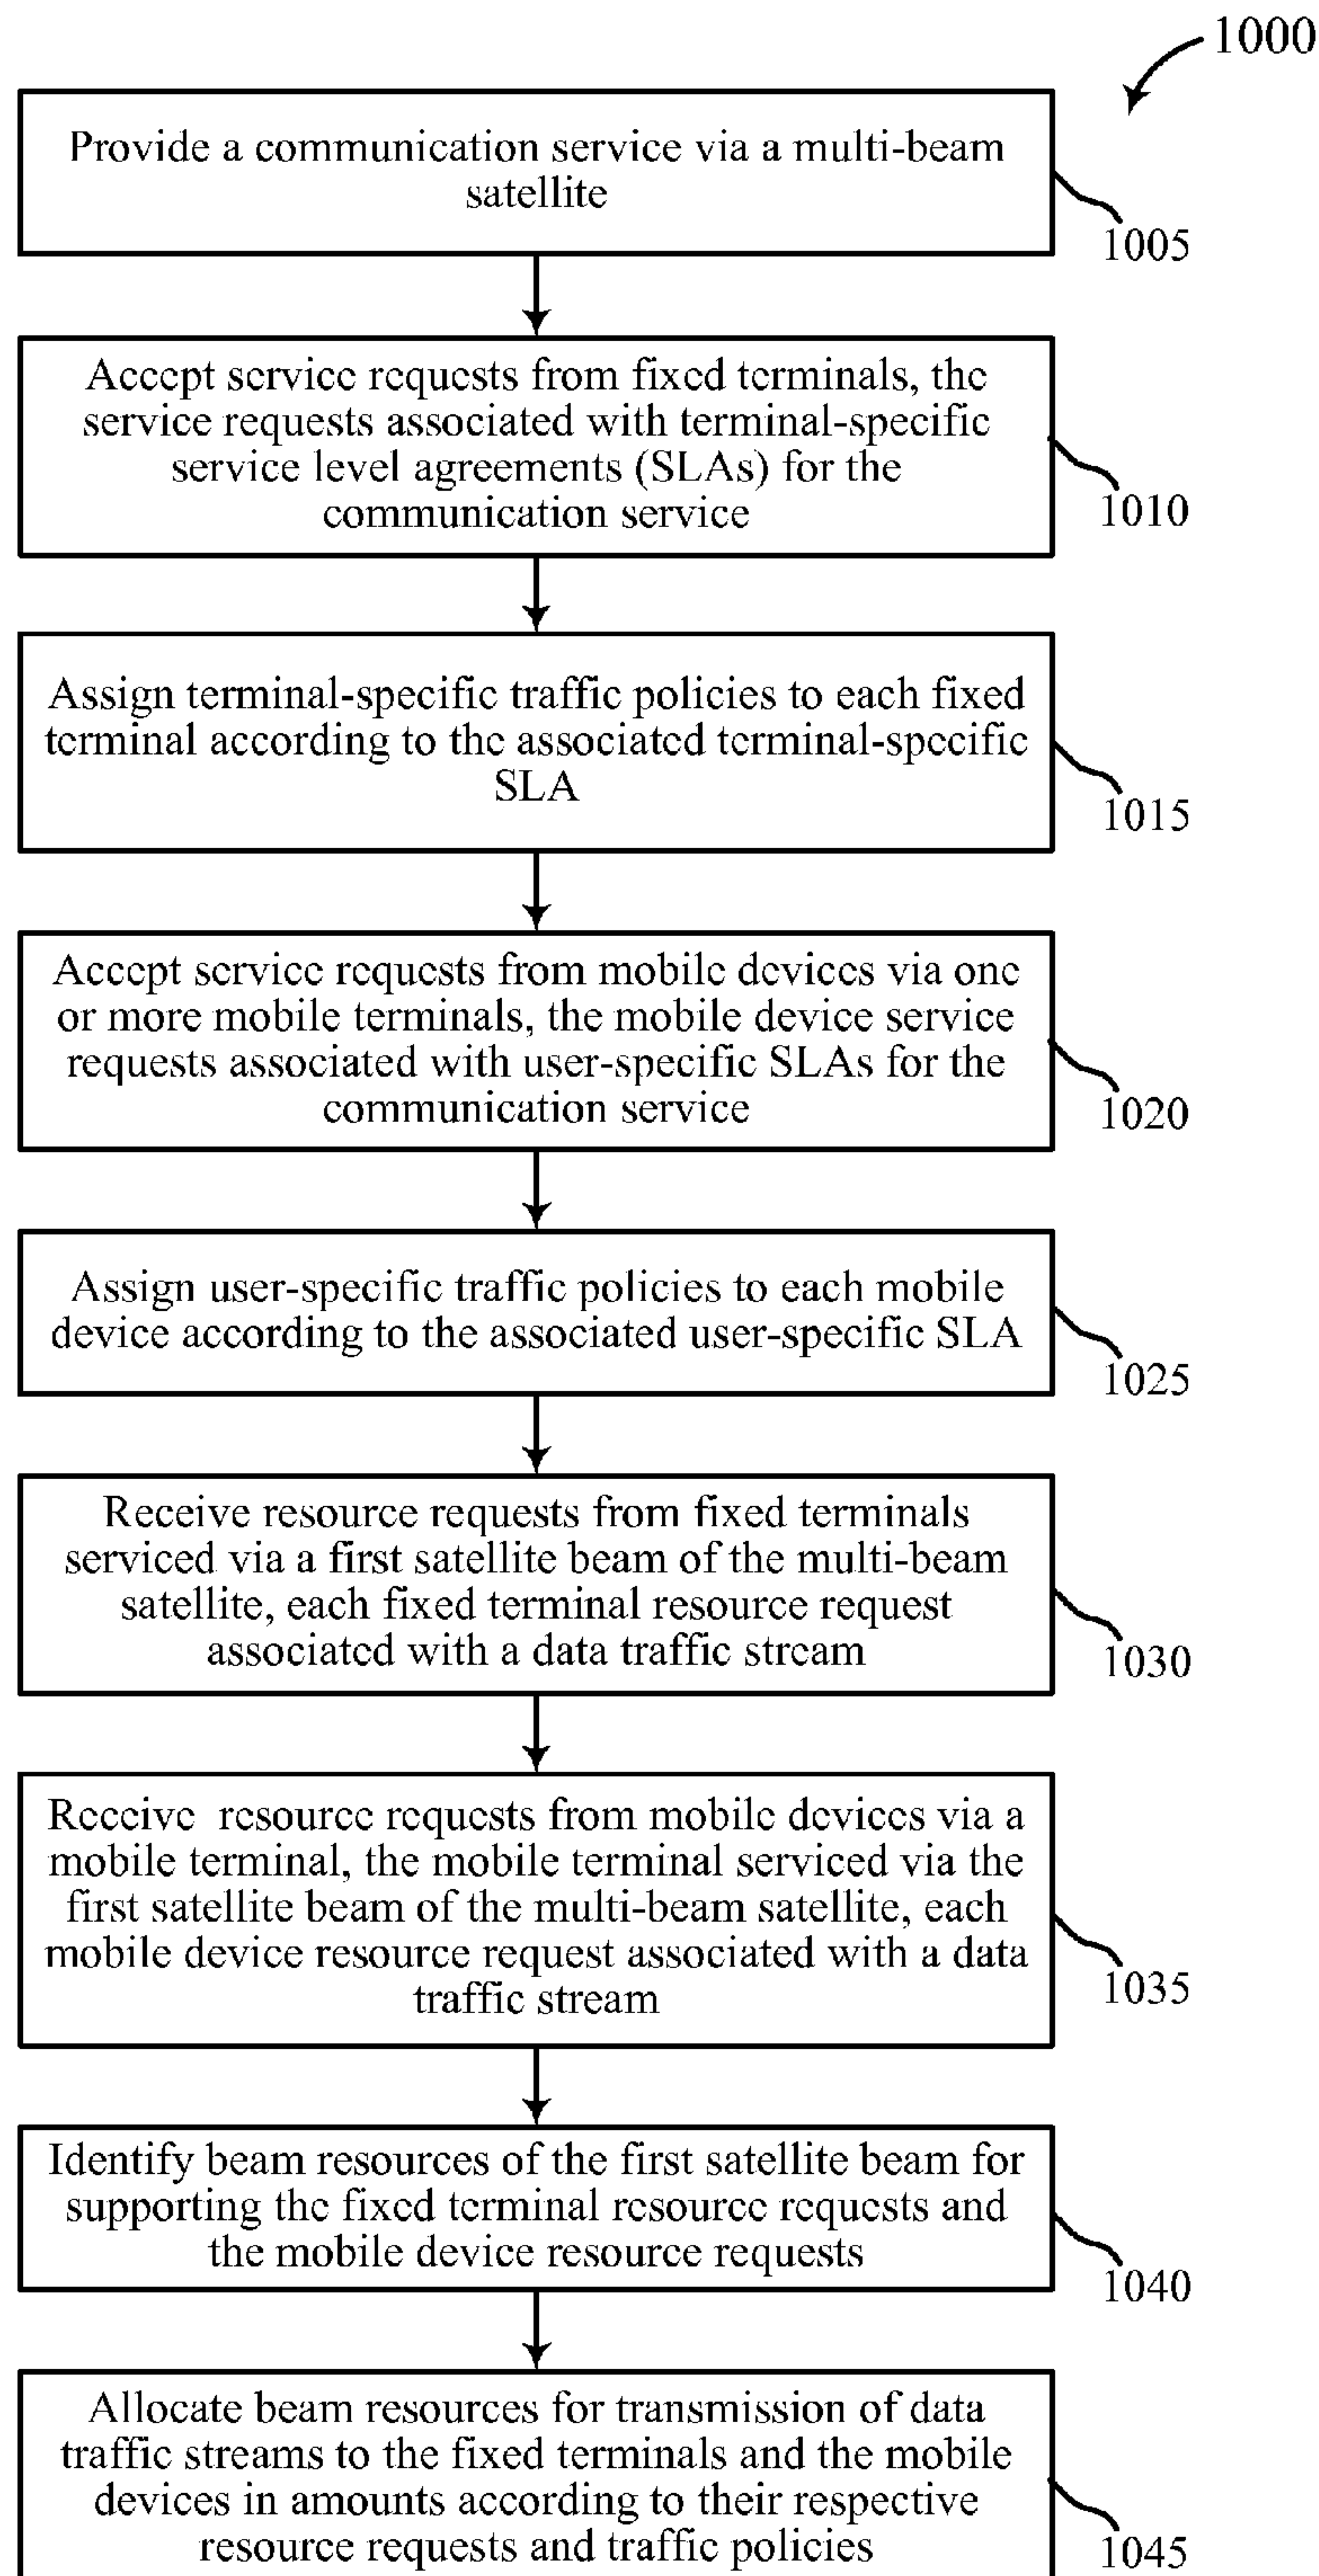 1000
Provide a communication service via a multi-beam
satellite
1005
Accept service requests from fixed terminals, the
service requests associated with terminal-specific
service level agreements (SLAs) for the
communication service
1010
Assign terminal-specific traffic policies to each fixed
terminal according to the associated terminal-specific
SLA
1015
Accept service requests from mobile devices via one
or more mobile terminals, the mobile device service
requests associated with user-specific SLAs for the
communication service
1020
Assign user-specific traffic policies to each mobile
device according to the associated user-specific SLA
1025
Receive resource requests from fixed terminals
serviced via a first satellite beam of the multi-beam
satellite, each fixed terminal resource request
associated with a data traffic stream
1030
Receive resource requests from mobile devices via a
mobile terminal, the mobile terminal serviced via the
first satellite beam of the multi-beam satellite, each
mobile device resource request associated with a data
traffic stream
1035
Identify beam resources of the first satellite beam for
supporting the fixed terminal resource requests and
the mobile device resource requests
1040
Allocate beam resources for transmission of data
traffic streams to the fixed terminals and the mobile
devices in amounts according to their respective
resource requests and traffic policies
1045